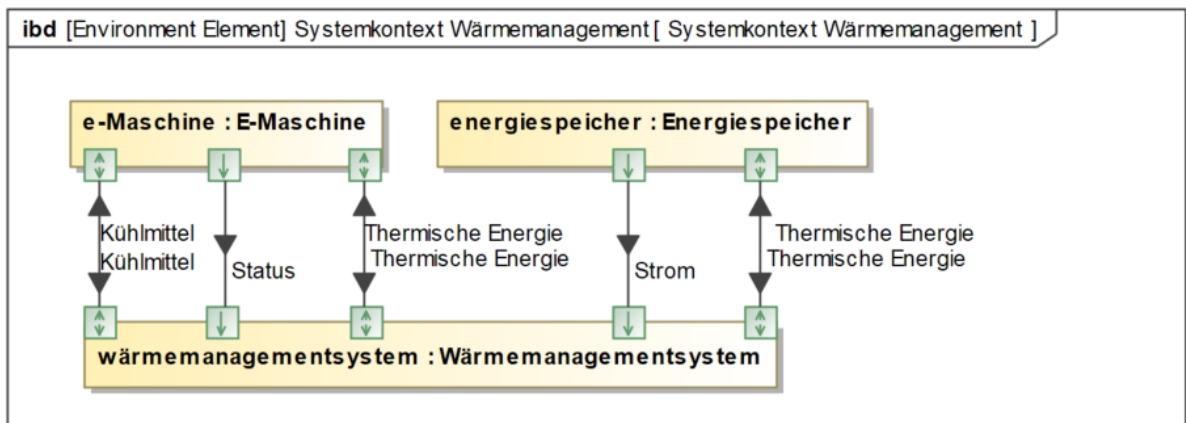 ibd [Environment Element] Systemkontext Wärmemanagement[ Systemkontext Wärmemanagement ]
e-Maschine : E-Maschine
energiespeicher : Energiespeicher
Kühlmittel
Kühlmittel
Status
Thermische Energie
Thermische Energie
Strom
Thermische Energie
Thermische Energie
wärmemanagementsystem : Wärmemanagementsystem